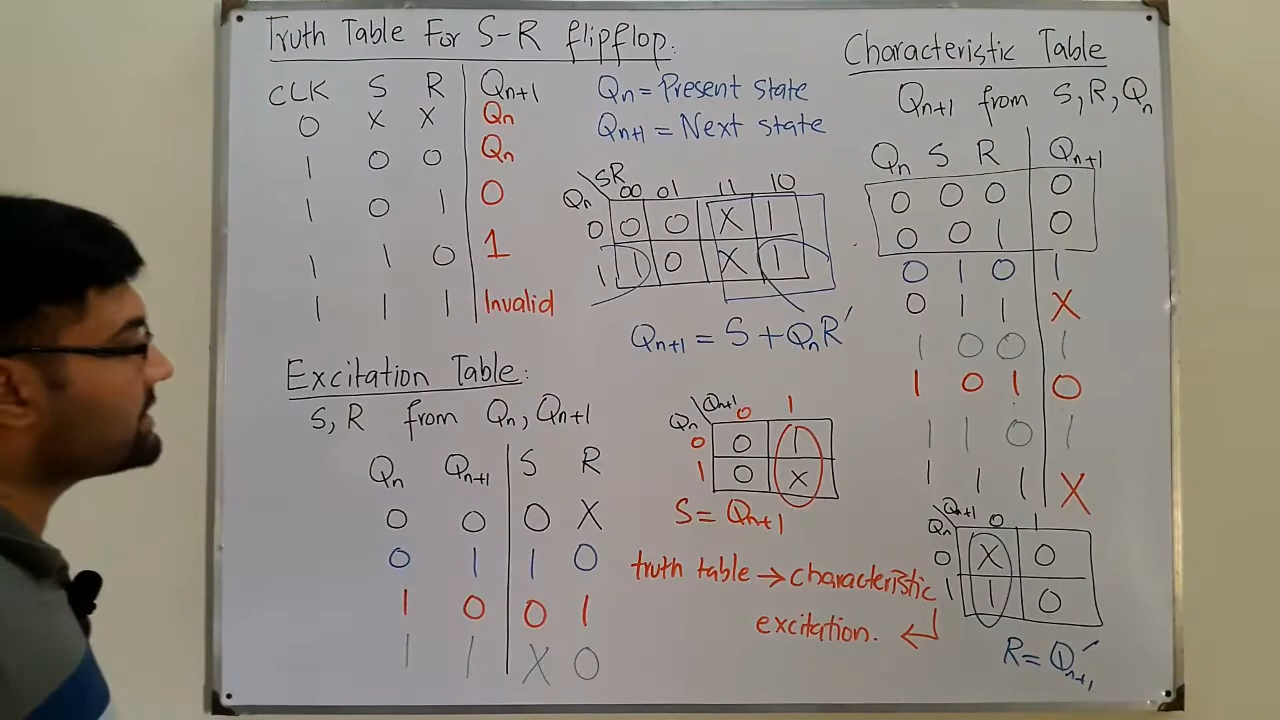 Truth Table For S-R flipflop.
CLK S R Qn+1
0 X X Qn
1 0 0 Qn
1 0 1 0
1 1 0 1
1 1 1 Invalid
Qn = Present state
Qn+1 = Next state
SR
Qn 00 01 11 10
0 0 0 X 1
1 1 0 X 1
Qn+1 = S + QnR'
Excitation Table:
S, R from Qn, Qn+1
Qn Qn+1 S R
0 0 0 X
0 1 1 0
1 0 0 1
1 1 X 0
Qn+1
Qn 0 1
0 0 1
1 0 X
S = Qn+1
truth table → characteristic
excitation. ↵
Characteristic Table
Qn+1 from S, R, Qn
Qn S R Qn+1
0 0 0 0
0 0 1 0
0 1 0 1
0 1 1 X
1 0 0 1
1 0 1 0
1 1 0 1
1 1 1 X
Qn+1
Qn 0 1
0 X 0
1 1 0
R = Q'n+1